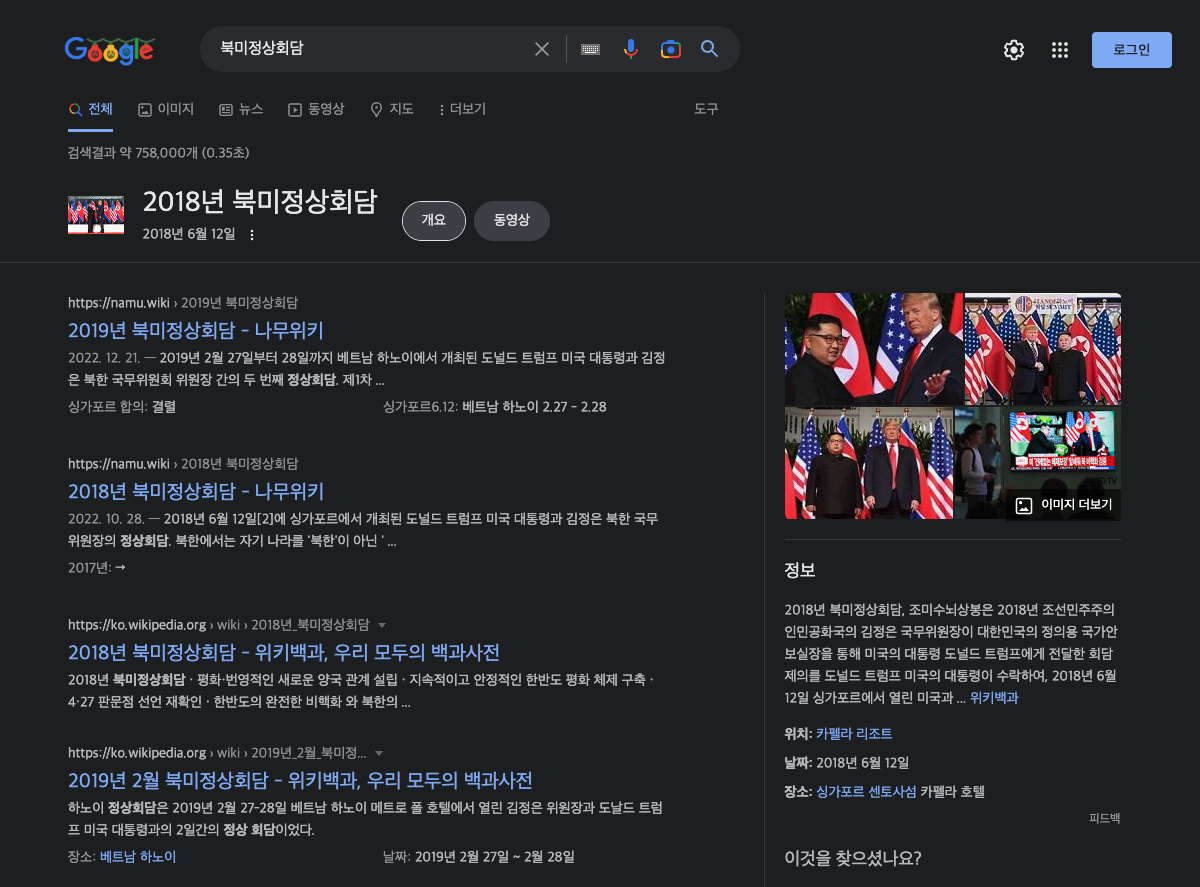 Google
북미정상회담
로그인
전체
이미지
뉴스
동영상
지도
더보기
도구
검색결과 약 758,000개 (0.35초)
2018년 북미정상회담
2018년 6월 12일
개요
동영상
https://namu.wiki › 2019년 북미정상회담
2019년 북미정상회담 - 나무위키
2022. 12. 21. — 2019년 2월 27일부터 28일까지 베트남 하노이에서 개최된 도널드 트럼프 미국 대통령과 김정
은 북한 국무위원회 위원장 간의 두 번째 정상회담. 제1차 ...
싱가포르 합의: 결렬
싱가포르6.12: 베트남 하노이 2.27 - 2.28
https://namu.wiki › 2018년 북미정상회담
2018년 북미정상회담 - 나무위키
2022. 10. 28. — 2018년 6월 12일[2]에 싱가포르에서 개최된 도널드 트럼프 미국 대통령과 김정은 북한 국무
위원장의 정상회담. 북한에서는 자기 나라를 '북한'이 아닌 ' ...
2017년: →
https://ko.wikipedia.org › wiki › 2018년_북미정상회담
2018년 북미정상회담 - 위키백과, 우리 모두의 백과사전
2018년 북미정상회담 · 평화·번영적인 새로운 양국 관계 설립 · 지속적이고 안정적인 한반도 평화 체제 구축 ·
4·27 판문점 선언 재확인 · 한반도의 완전한 비핵화 와 북한의 ...
https://ko.wikipedia.org › wiki › 2019년_2월_북미정...
2019년 2월 북미정상회담 - 위키백과, 우리 모두의 백과사전
하노이 정상회담은 2019년 2월 27-28일 베트남 하노이 메트로 폴 호텔에서 열린 김정은 위원장과 도날드 트럼
프 미국 대통령과의 2일간의 정상 회담이었다.
장소: 베트남 하노이
날짜: 2019년 2월 27일 ~ 2월 28일
HANOI
SUMMIT
이미지 더보기
정보
2018년 북미정상회담, 조미수뇌상봉은 2018년 조선민주주의
인민공화국의 김정은 국무위원장이 대한민국의 정의용 국가안
보실장을 통해 미국의 대통령 도널드 트럼프에게 전달한 회담
제의를 도널드 트럼프 미국의 대통령이 수락하여, 2018년 6월
12일 싱가포르에서 열린 미국과 ... 위키백과
위치: 카펠라 리조트
날짜: 2018년 6월 12일
장소: 싱가포르 센토사섬 카펠라 호텔
피드백
이것을 찾으셨나요?